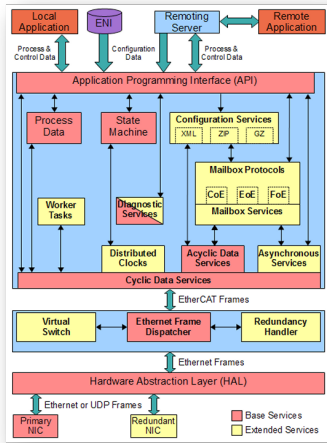 Local
Application
ENI
Remoting
Server
Remote
Application
Process &
Control Data
Configuration
Data
Process &
Control Data
Application Programming Interface (API)
Process
Data
State
Machine
Configuration
Services
XML
ZIP
GZ
Mailbox Protocols
CoE
EoE
FoE
Mailbox Services
Worker
Tasks
Diagnostic
Services
Distributed
Clocks
Acyclic Data
Services
Asynchronous
Services
Cyclic Data Services
EtherCAT Frames
Virtual
Switch
Ethernet Frame
Dispatcher
Redundancy
Handler
Ethernet Frames
Hardware Abstraction Layer (HAL)
Ethernet or UDP Frames
Primary
NIC
Redundant
NIC
Base Services
Extended Services